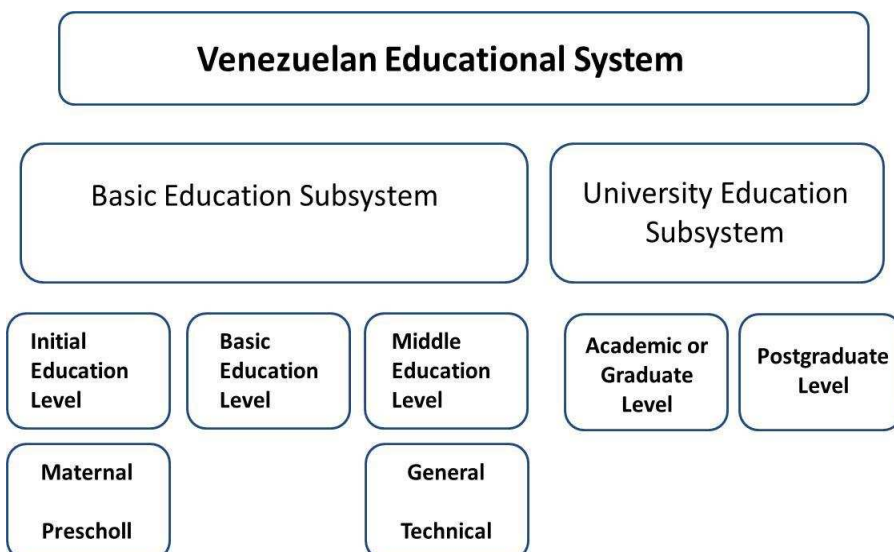 Venezuelan Educational System
Basic Education Subsystem
University Education
Subsystem
Initial
Education
Level
Basic
Education
Level
Middle
Education
Level
Academic or
Graduate
Level
Postgraduate
Level
Maternal
Prescholl
General
Technical